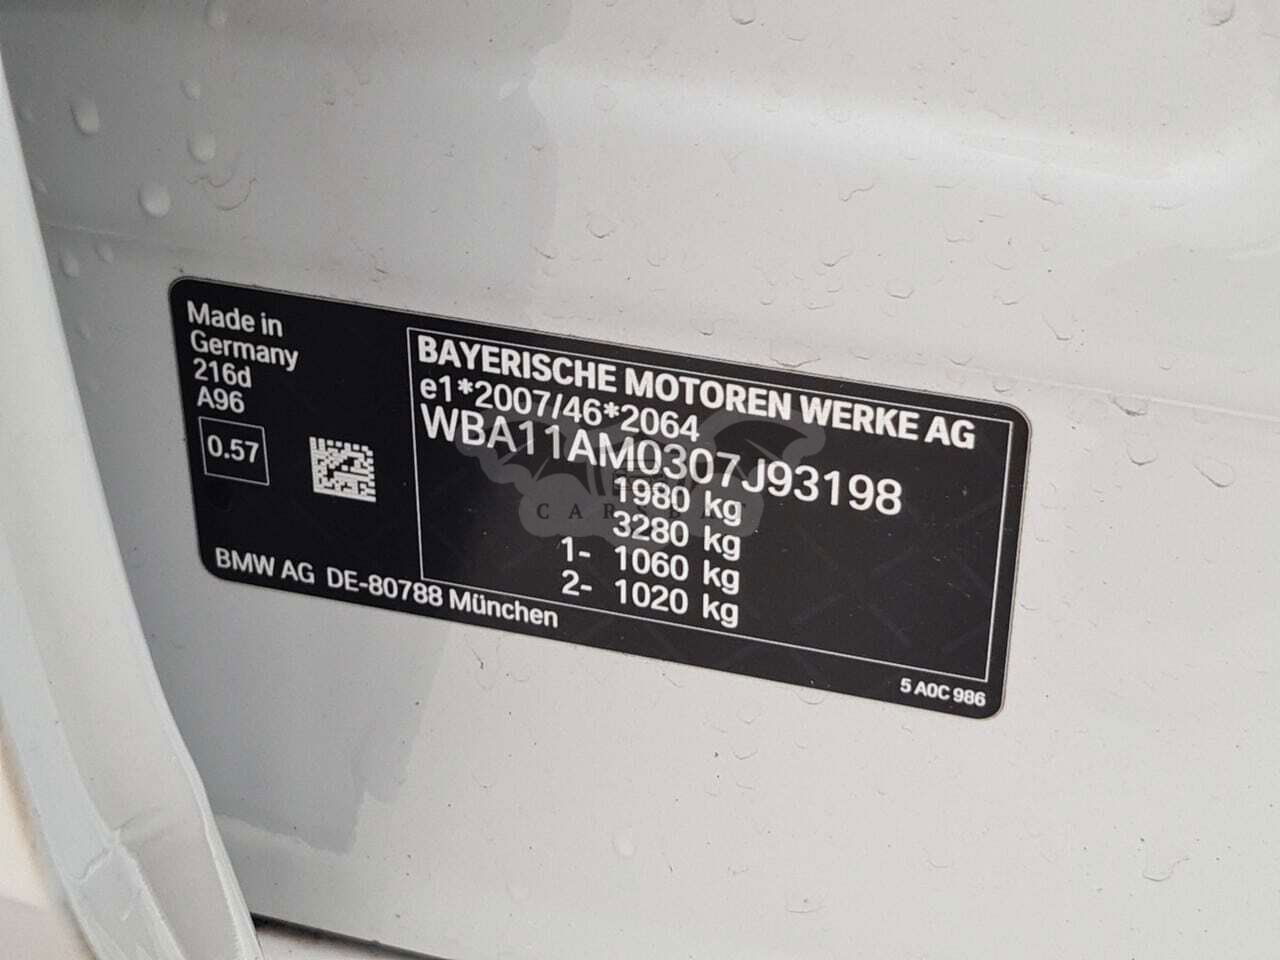 Made in
Germany
216d
A96
0.57
BAYERISCHE MOTOREN WERKE AG
e1*2007/46*2064
WBA11AM0307J93198
1980 kg
3280 kg
1- 1060 kg
2- 1020 kg
BMW AG DE-80788 München
5 A0C 986